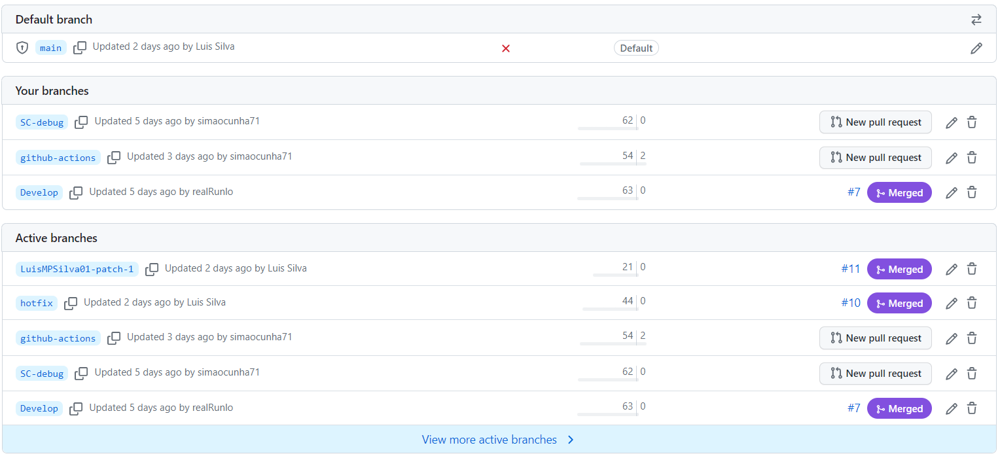 Default branch
main Updated 2 days ago by Luis Silva Default
Your branches
SC-debug Updated 5 days ago by simaocunha71 62 0 New pull request
github-actions Updated 3 days ago by simaocunha71 54 2 New pull request
Develop Updated 5 days ago by realRunlo 63 0 #7 Merged
Active branches
LuisMPSilva01-patch-1 Updated 2 days ago by Luis Silva 21 0 #11 Merged
hotfix Updated 2 days ago by Luis Silva 44 0 #10 Merged
github-actions Updated 3 days ago by simaocunha71 54 2 New pull request
SC-debug Updated 5 days ago by simaocunha71 62 0 New pull request
Develop Updated 5 days ago by realRunlo 63 0 #7 Merged
View more active branches